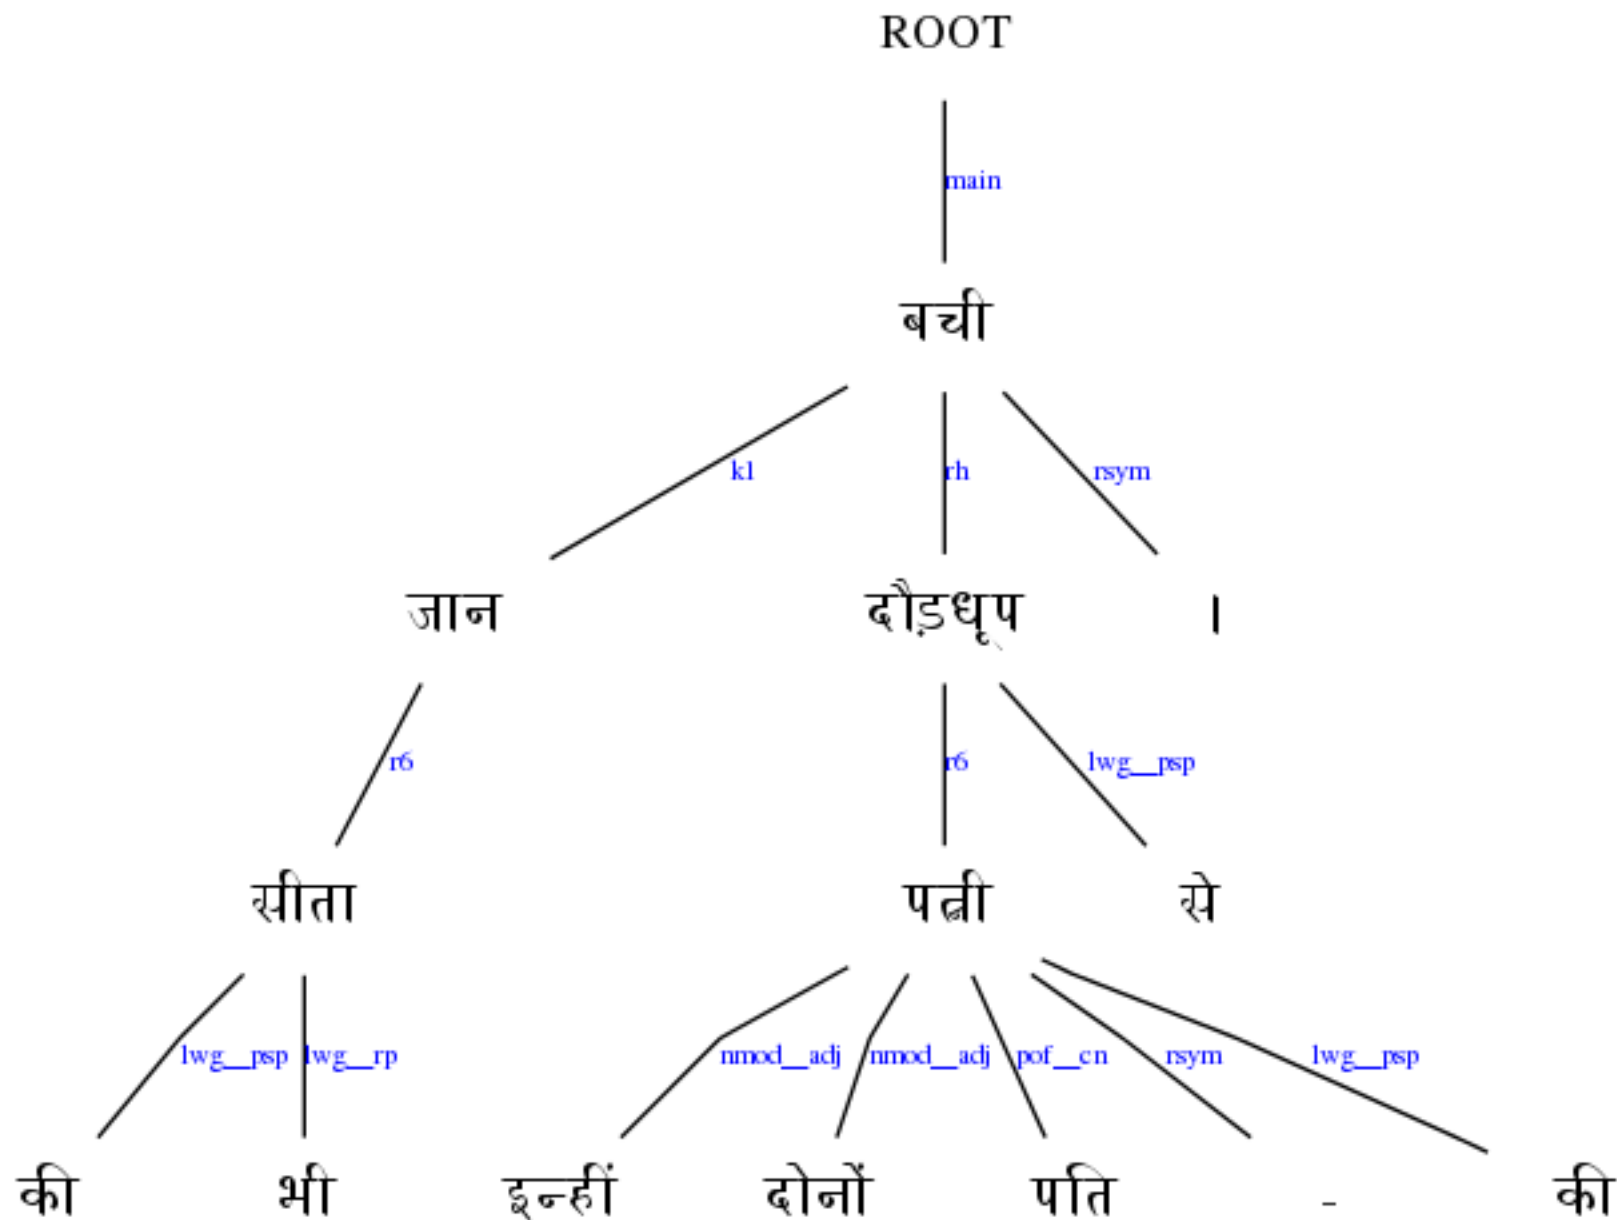 ROOT
main
बची
k1 rh rsym
जान दौड़धूप ।
r6 r6 lwg__psp
सीता पत्नी से
lwg__psp lwg__rp nmod__adj nmod__adj pof__cn rsym lwg__psp
की भी इन्हीं दोनों पति - की